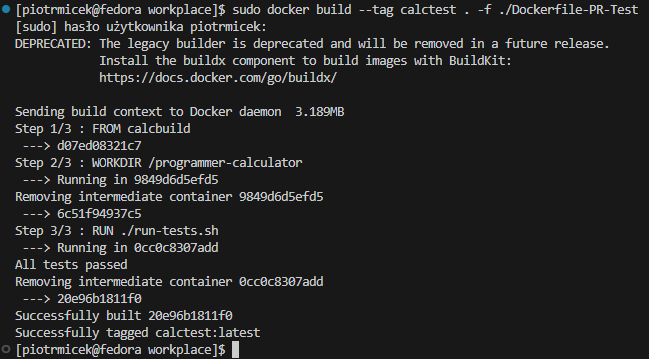 [piotrmicek@fedora workplace]$ sudo docker build --tag calctest . -f ./Dockerfile-PR-Test
[sudo] hasło użytkownika piotrmicek:
DEPRECATED: The legacy builder is deprecated and will be removed in a future release.
            Install the buildx component to build images with BuildKit:
            https://docs.docker.com/go/buildx/

Sending build context to Docker daemon  3.189MB
Step 1/3 : FROM calcbuild
 ---> d07ed08321c7
Step 2/3 : WORKDIR /programmer-calculator
 ---> Running in 9849d6d5efd5
Removing intermediate container 9849d6d5efd5
 ---> 6c51f94937c5
Step 3/3 : RUN ./run-tests.sh
 ---> Running in 0cc0c8307add
All tests passed
Removing intermediate container 0cc0c8307add
 ---> 20e96b1811f0
Successfully built 20e96b1811f0
Successfully tagged calctest:latest
[piotrmicek@fedora workplace]$